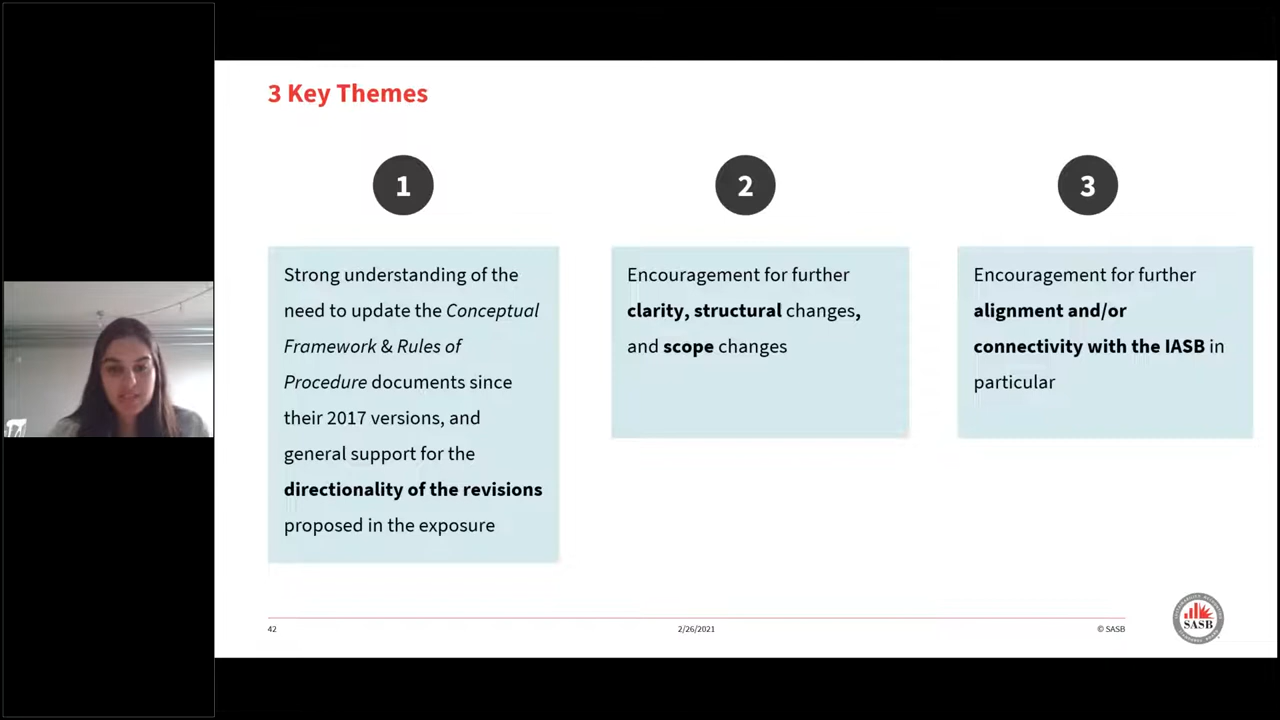 3 Key Themes
1
2
3
Strong understanding of the
need to update the Conceptual
Framework & Rules of
Procedure documents since
their 2017 versions, and
general support for the
directionality of the revisions
proposed in the exposure
Encouragement for further
clarity, structural changes,
and scope changes
Encouragement for further
alignment and/or
connectivity with the IASB in
particular
42
2/26/2021
© SASB
SASB